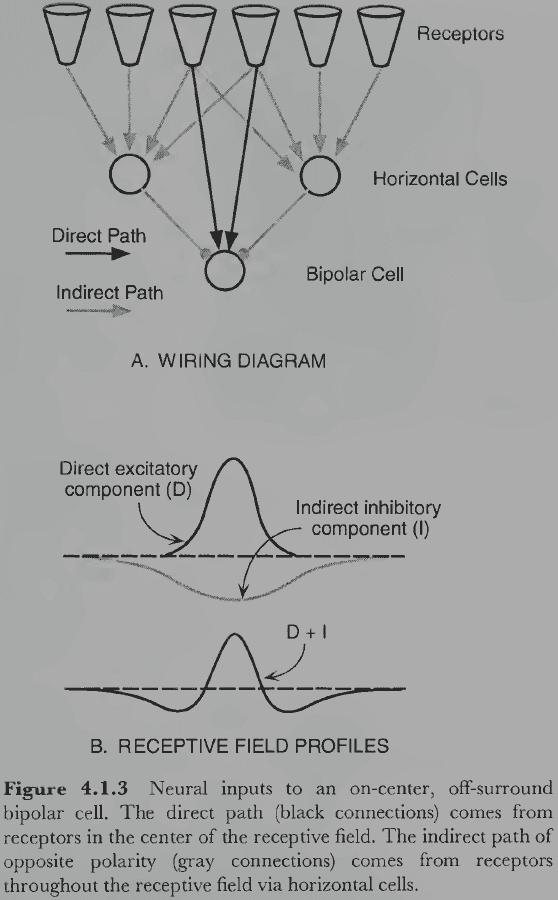 Receptors
Horizontal Cells
Direct Path
Bipolar Cell
Indirect Path
A. WIRING DIAGRAM
Direct excitatory
component (D)
Indirect inhibitory
component (I)
D + I
B. RECEPTIVE FIELD PROFILES
Figure 4.1.3 Neural inputs to an on-center, off-surround
bipolar cell. The direct path (black connections) comes from
receptors in the center of the receptive field. The indirect path of
opposite polarity (gray connections) comes from receptors
throughout the receptive field via horizontal cells.